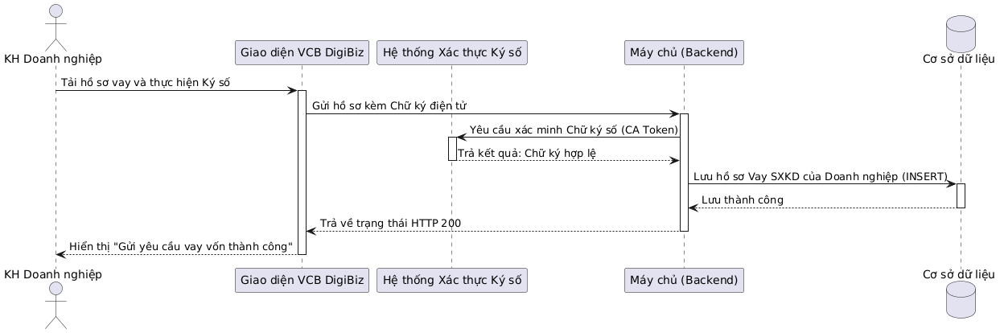 KH Doanh nghiệp
Giao diện VCB DigiBiz
Hệ thống Xác thực Ký số
Máy chủ (Backend)
Cơ sở dữ liệu
Tải hồ sơ vay và thực hiện Ký số
Gửi hồ sơ kèm Chữ ký điện tử
Yêu cầu xác minh Chữ ký số (CA Token)
Trả kết quả: Chữ ký hợp lệ
Lưu hồ sơ Vay SXKD của Doanh nghiệp (INSERT)
Lưu thành công
Trả về trạng thái HTTP 200
Hiển thị "Gửi yêu cầu vay vốn thành công"
KH Doanh nghiệp
Giao diện VCB DigiBiz
Hệ thống Xác thực Ký số
Máy chủ (Backend)
Cơ sở dữ liệu